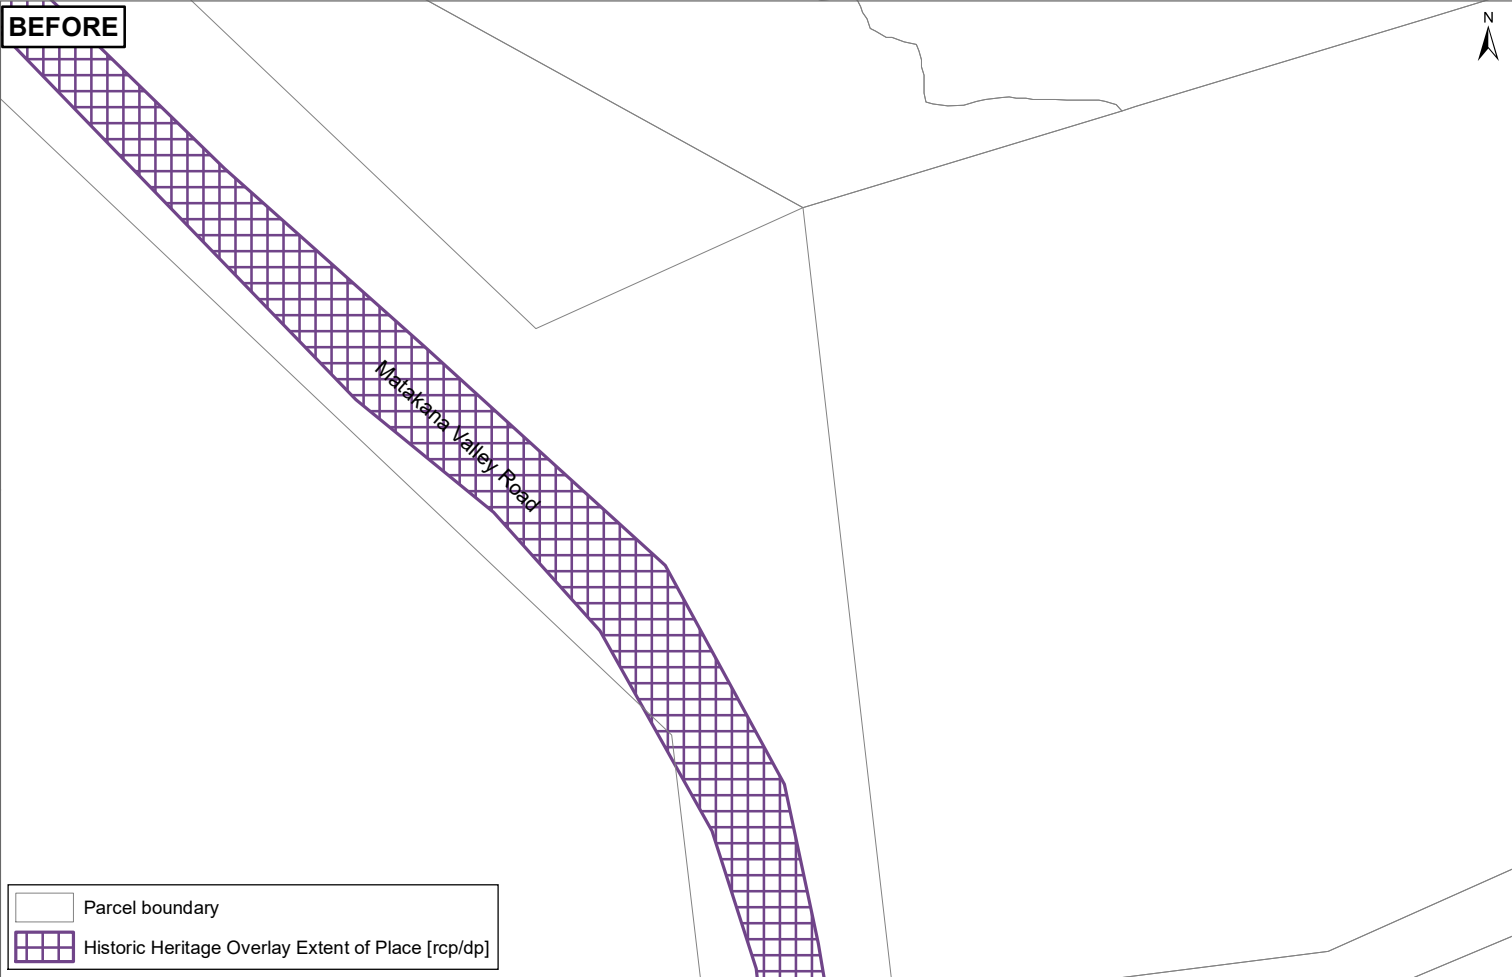 BEFORE
N
Matakana Valley Road
Parcel boundary
Historic Heritage Overlay Extent of Place [rcp/dp]